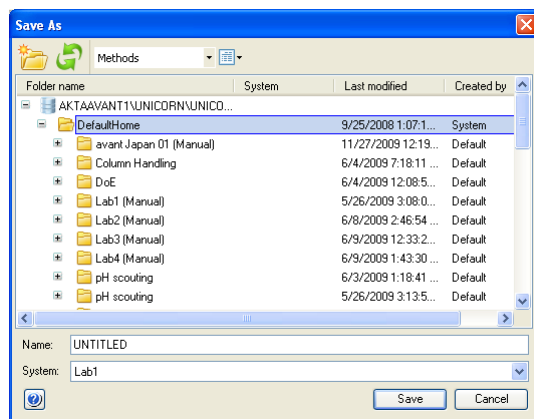 Save As
Methods
Folder name System Last modified Created by
AKTAAVANT1\UNICORN\UNICO...
DefaultHome 9/25/2008 1:07:1... System
avant Japan 01 (Manual) 11/27/2009 12:19... Default
Column Handling 6/4/2009 7:18:11 ... Default
DoE 6/4/2009 12:08:5... Default
Lab1 (Manual) 5/26/2009 3:08:0... Default
Lab2 (Manual) 6/8/2009 2:46:54 ... Default
Lab3 (Manual) 6/9/2009 12:33:2... Default
Lab4 (Manual) 6/9/2009 1:43:30 ... Default
pH scouting 6/3/2009 1:18:41 ... Default
pH scouting 5/26/2009 3:13:5... Default
Name: UNTITLED
System: Lab1
Save Cancel